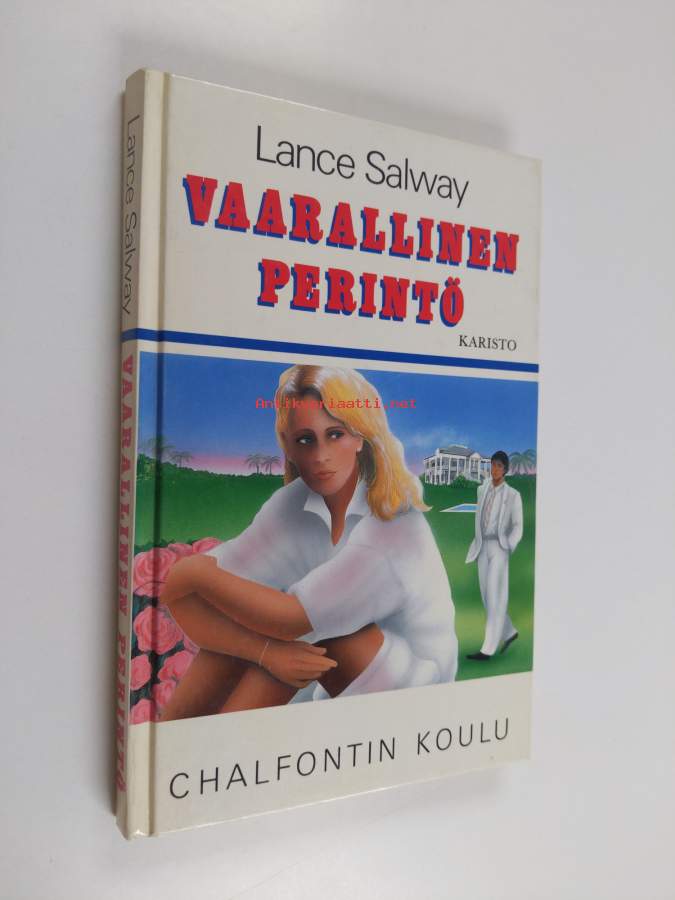 Lance Salway
VAARALLINEN
PERINTÖ
KARISTO
Antikvariaatti.net
CHALFONTIN KOULU
Lance Salway
VAARALLINEN PERINTÖ